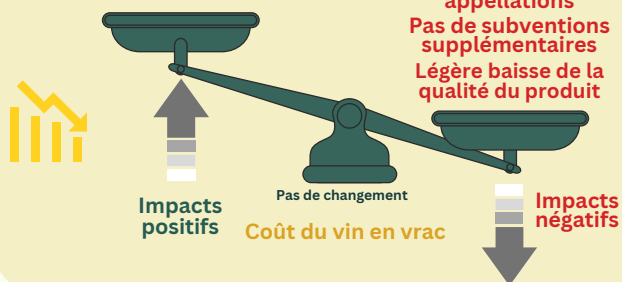 appellations
Pas de subventions
supplémentaires
Légère baisse de la
qualité du produit
Pas de changement
Impacts
positifs
Coût du vin en vrac
Impacts
négatifs